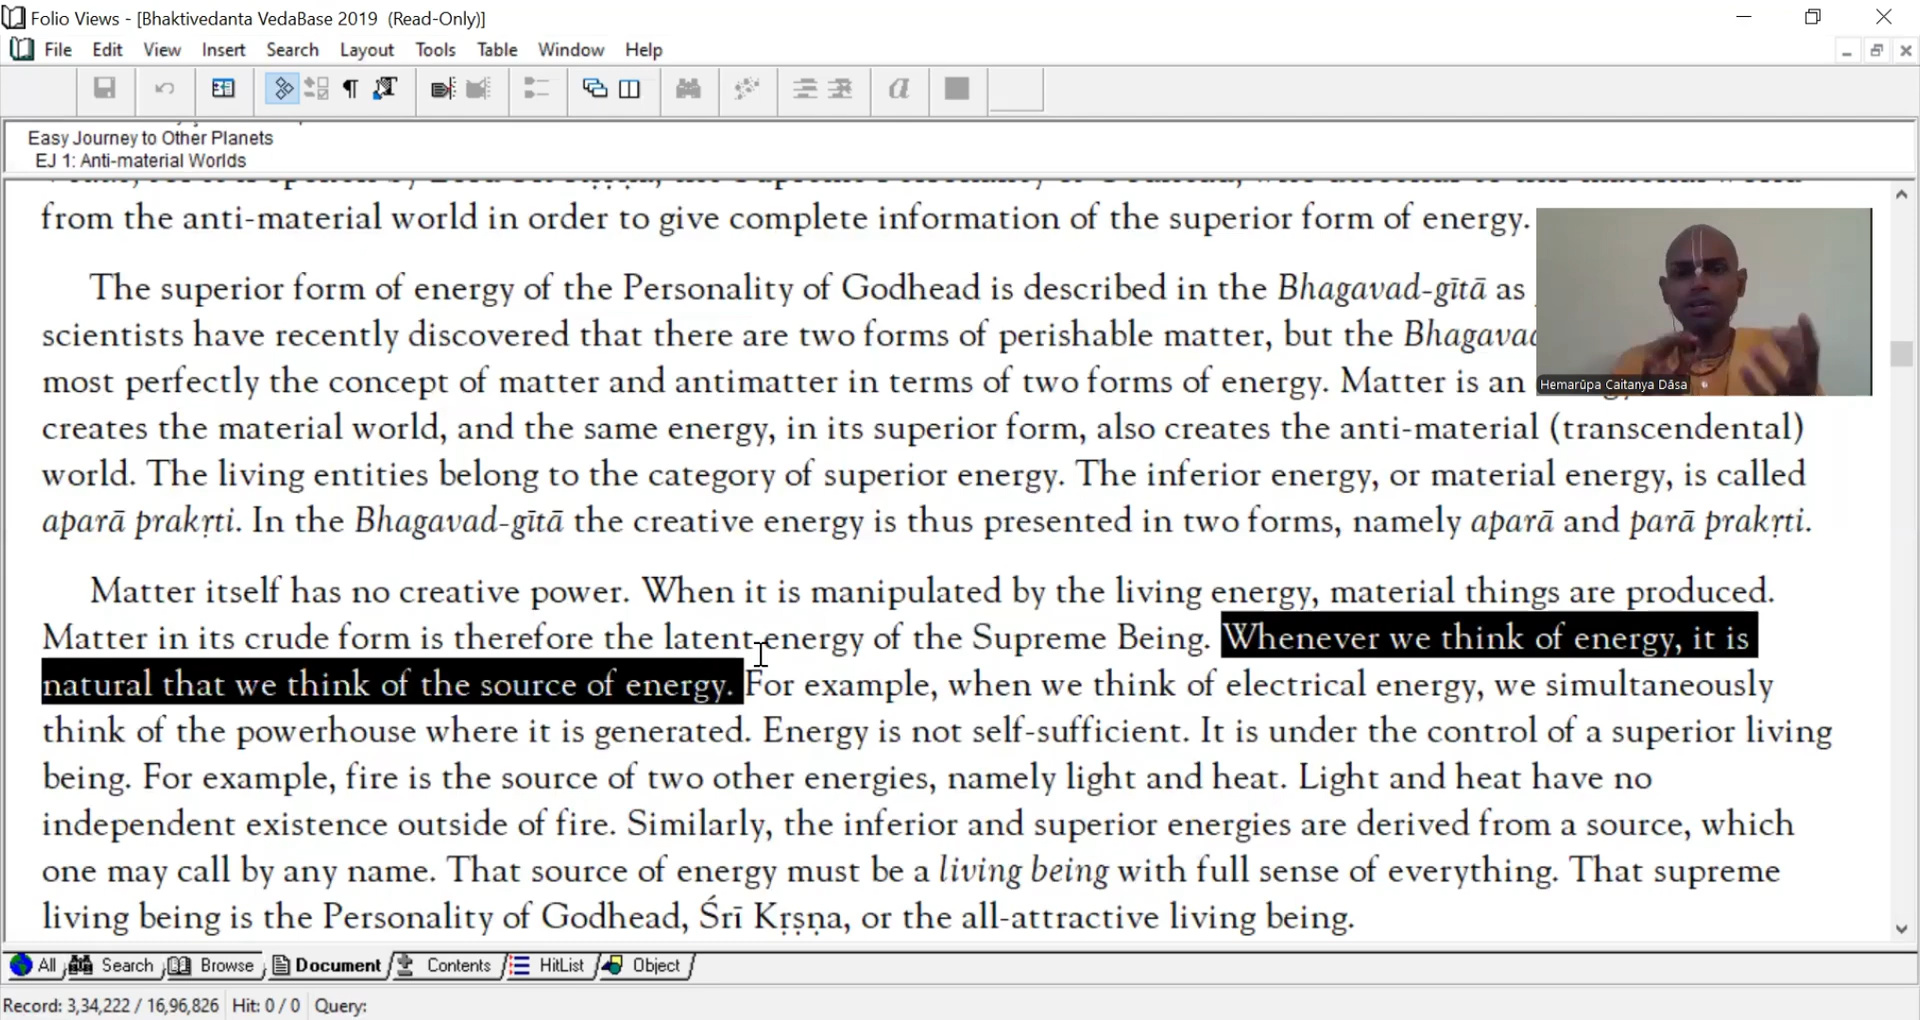 Folio Views - [Bhaktivedanta VedaBase 2019 (Read-Only)]
File Edit View Insert Search Layout Tools Table Window Help
Easy Journey to Other Planets
EJ 1: Anti-material Worlds
from the anti-material world in order to give complete information of the superior form of energy.
The superior form of energy of the Personality of Godhead is described in the Bhagavad-gītā as
scientists have recently discovered that there are two forms of perishable matter, but the
most perfectly the concept of matter and antimatter in terms of two forms of energy. Matter is an
creates the material world, and the same energy, in its superior form, also creates the anti-material (transcendental)
world. The living entities belong to the category of superior energy. The inferior energy, or material energy, is called
aparā prakṛti. In the Bhagavad-gītā the creative energy is thus presented in two forms, namely aparā and parā prakṛti.
Matter itself has no creative power. When it is manipulated by the living energy, material things are produced.
Matter in its crude form is therefore the latent energy of the Supreme Being. Whenever we think of energy, it is
natural that we think of the source of energy. For example, when we think of electrical energy, we simultaneously
think of the powerhouse where it is generated. Energy is not self-sufficient. It is under the control of a superior living
being. For example, fire is the source of two other energies, namely light and heat. Light and heat have no
independent existence outside of fire. Similarly, the inferior and superior energies are derived from a source, which
one may call by any name. That source of energy must be a living being with full sense of everything. That supreme
living being is the Personality of Godhead, Śrī Kṛṣṇa, or the all-attractive living being.
Hemarūpa Caitanya Dāsa
All Search Browse Document Contents HitList Object
Record: 3,34,222 / 16,96,826 Hit: 0 / 0 Query: